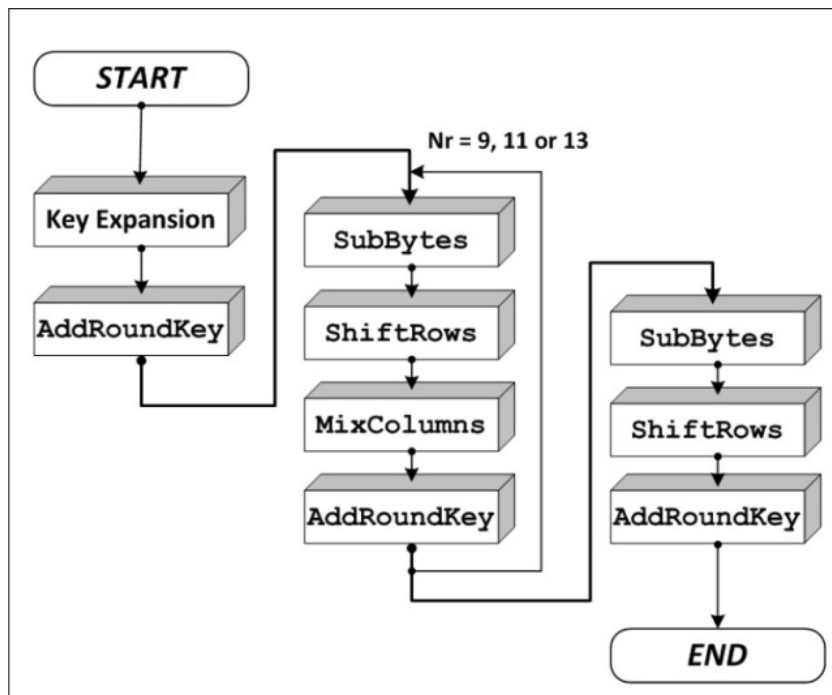 START
Key Expansion
AddRoundKey
Nr = 9, 11 or 13
SubBytes
ShiftRows
MixColumns
AddRoundKey
SubBytes
ShiftRows
AddRoundKey
END